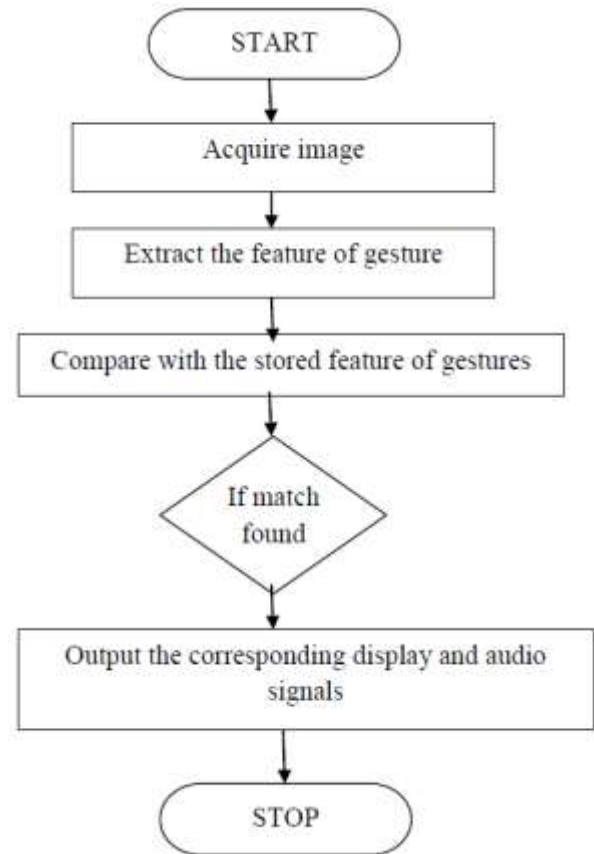 START
Acquire image
Extract the feature of gesture
Compare with the stored feature of gestures
If match
found
Output the corresponding display and audio
signals
STOP